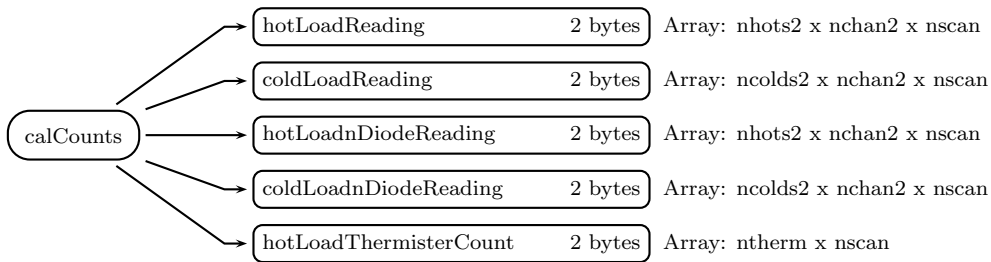 hotLoadReading 2 bytes Array: nhots2 x nchan2 x nscan
coldLoadReading 2 bytes Array: ncolds2 x nchan2 x nscan
calCounts hotLoadnDiodeReading 2 bytes Array: nhots2 x nchan2 x nscan
coldLoadnDiodeReading 2 bytes Array: ncolds2 x nchan2 x nscan
hotLoadThermisterCount 2 bytes Array: ntherm x nscan